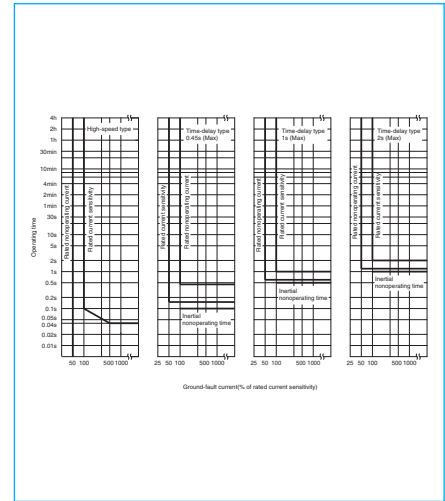 4h
2h
1h
30min
10min
4min
2min
1min
30s
10s
5s
2s
1s
0.5s
0.2s
0.1s
0.05s
0.04s
0.02s
0.01s
Operating time
High-speed type
Rated nonoperating current
Rated current sensitivity
50 100 500 1000
Time-delay type
0.45s (Max)
Rated current sensitivity
Rated nonoperating current
Inertial
nonoperating time
25 50 100 500 1000
Time-delay type
1s (Max)
Rated nonoperating current
Rated current sensitivity
Inertial
nonoperating time
25 50 100 500 1000
Time-delay type
2s (Max)
Rated nonoperating current
Rated current sensitivity
Inertial
nonoperating time
25 50 100 500 1000
Ground-fault current(% of rated current sensitivity)